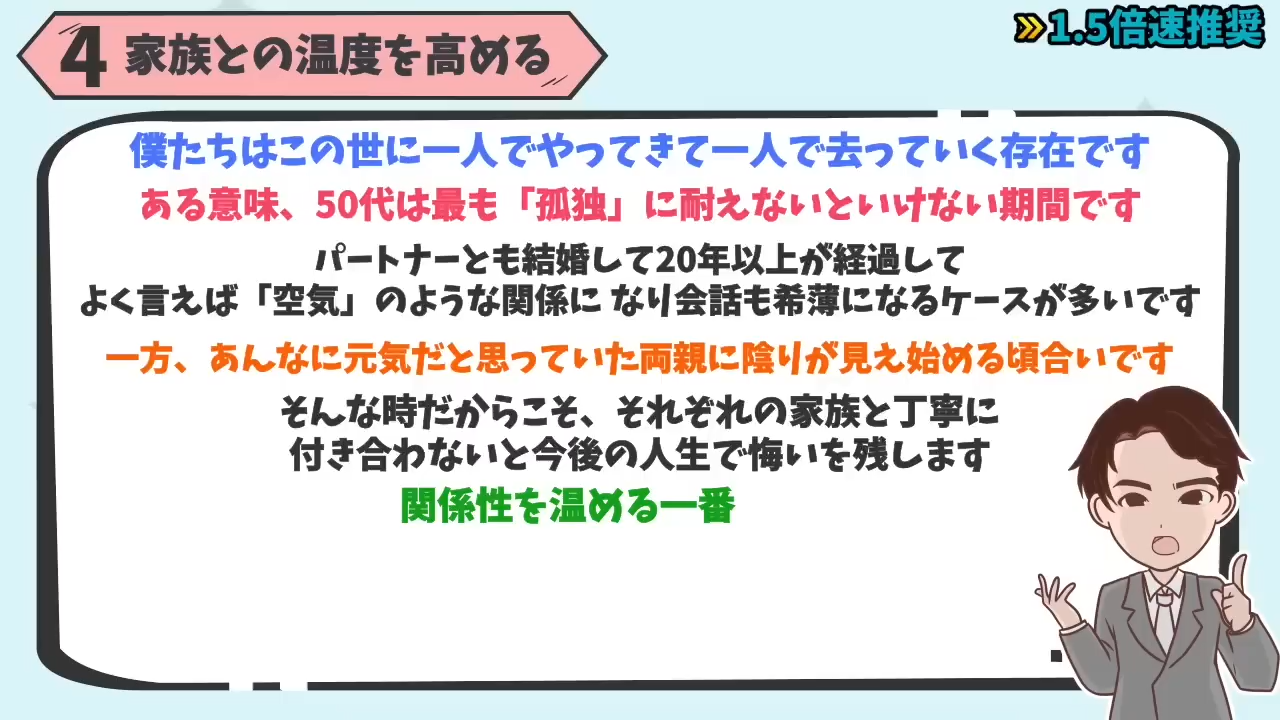 4 家族との温度を高める
1.5倍速推奨
僕たちはこの世に一人でやってきて一人で去っていく存在です
ある意味、50代は最も「孤独」に耐えないといけない期間です
パートナーとも結婚して20年以上が経過して
よく言えば「空気」のような関係に なり会話も希薄になるケースが多いです
一方、あんなに元気だと思っていた両親に陰りが見え始める頃合いです
そんな時だからこそ、それぞれの家族と丁寧に
付き合わないと今後の人生で悔いを残します
関係性を温める一番